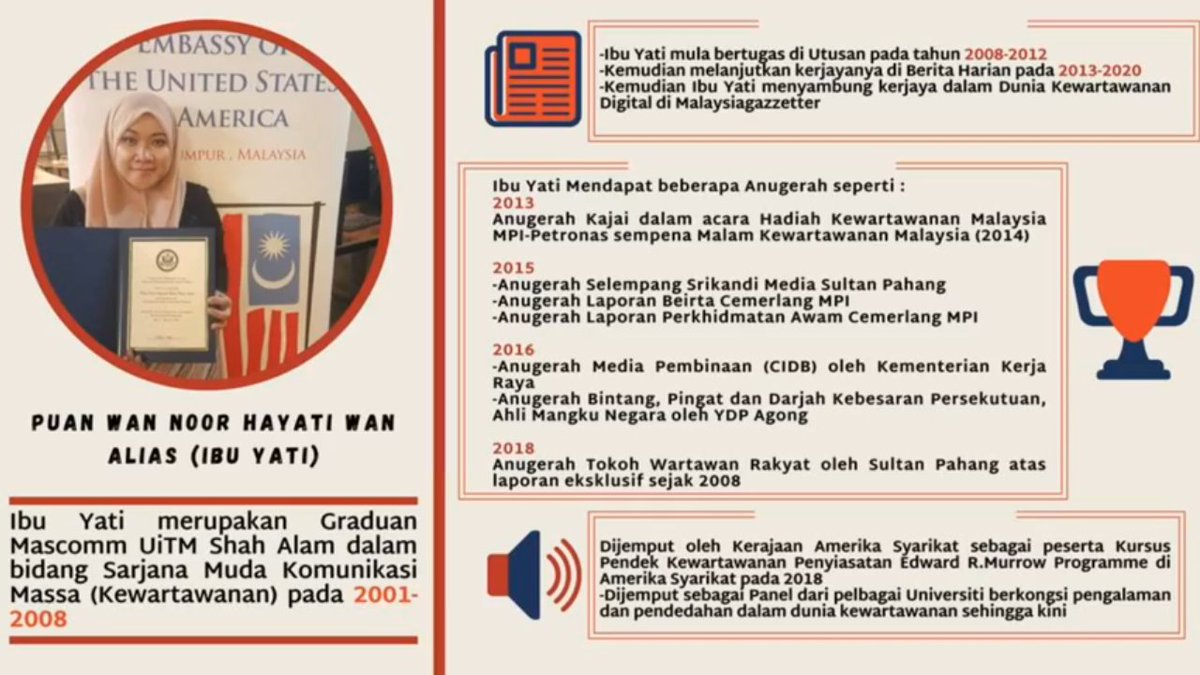 EMBASSY OF
THE UNITED STATES
AMERICA
MPUR, MALAYSIA
PUAN WAN NOOR HAYATI WAN
ALIAS (IBU YATI)
Ibu Yati merupakan Graduan
Mascomm UiTM Shah Alam dalam
bidang Sarjana Muda Komunikasi
Massa (Kewartawanan) pada 2001-
2008
-Ibu Yati mula bertugas di Utusan pada tahun 2008-2012
-Kemudian melanjutkan kerjayanya di Berita Harian pada 2013-2020
-Kemudian Ibu Yati menyambung kerjaya dalam Dunia Kewartawanan
Digital di Malaysiagazzetter
Ibu Yati Mendapat beberapa Anugerah seperti :
2013
Anugerah Kajai dalam acara Hadiah Kewartawanan Malaysia
MPI-Petronas sempena Malam Kewartawanan Malaysia (2014)
2015
-Anugerah Selempang Srikandi Media Sultan Pahang
-Anugerah Laporan Beirta Cemerlang MPI
-Anugerah Laporan Perkhidmatan Awam Cemerlang MPI
2016
-Anugerah Media Pembinaan (CIDB) oleh Kementerian Kerja
Raya
-Anugerah Bintang, Pingat dan Darjah Kebesaran Persekutuan,
Ahli Mangku Negara oleh YDP Agong
2018
Anugerah Tokoh Wartawan Rakyat oleh Sultan Pahang atas
laporan eksklusif sejak 2008
Dijemput oleh Kerajaan Amerika Syarikat sebagai peserta Kursus
Pendek Kewartawanan Penyiasatan Edward R.Murrow Programme di
Amerika Syarikat pada 2018
-Dijemput sebagai Panel dari pelbagai Universiti berkongsi pengalaman
dan pendedahan dalam dunia kewartawanan sehingga kini